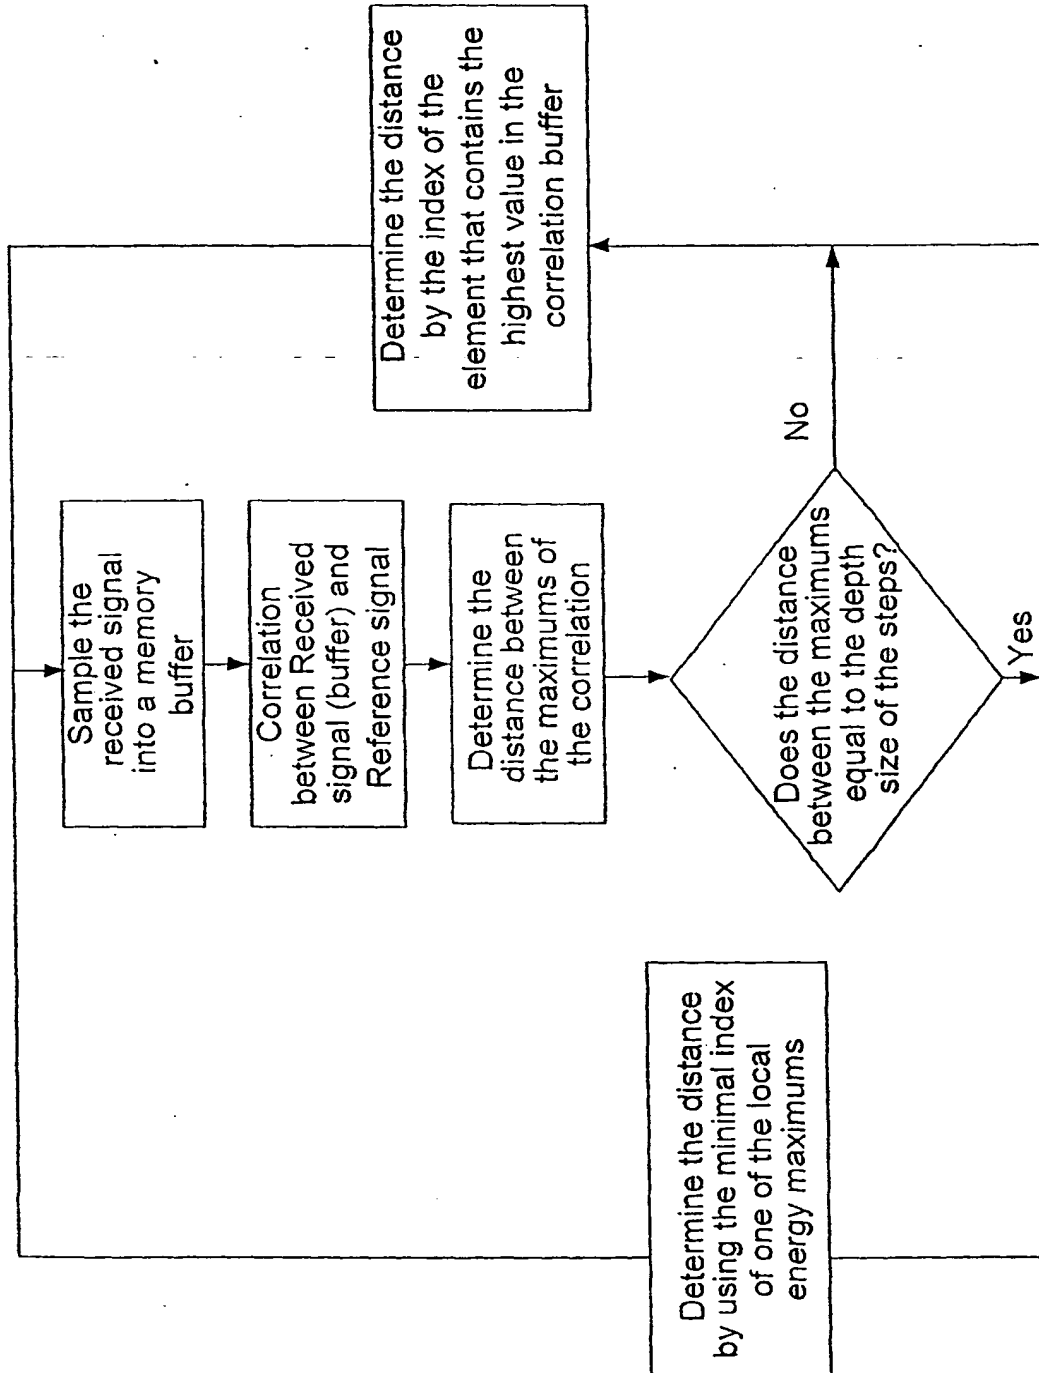 Sample the
received signal
into a memory
buffer
Correlation
between Received
signal (buffer) and
Reference signal
Determine the
distance between
the maximums of
the correlation
Does the distance
between the maximums
equal to the depth
size of the steps?
No
Yes
Determine the distance
by the index of the
element that contains the
highest value in the
correlation buffer
Determine the distance
by using the minimal index
of one of the local
energy maximums